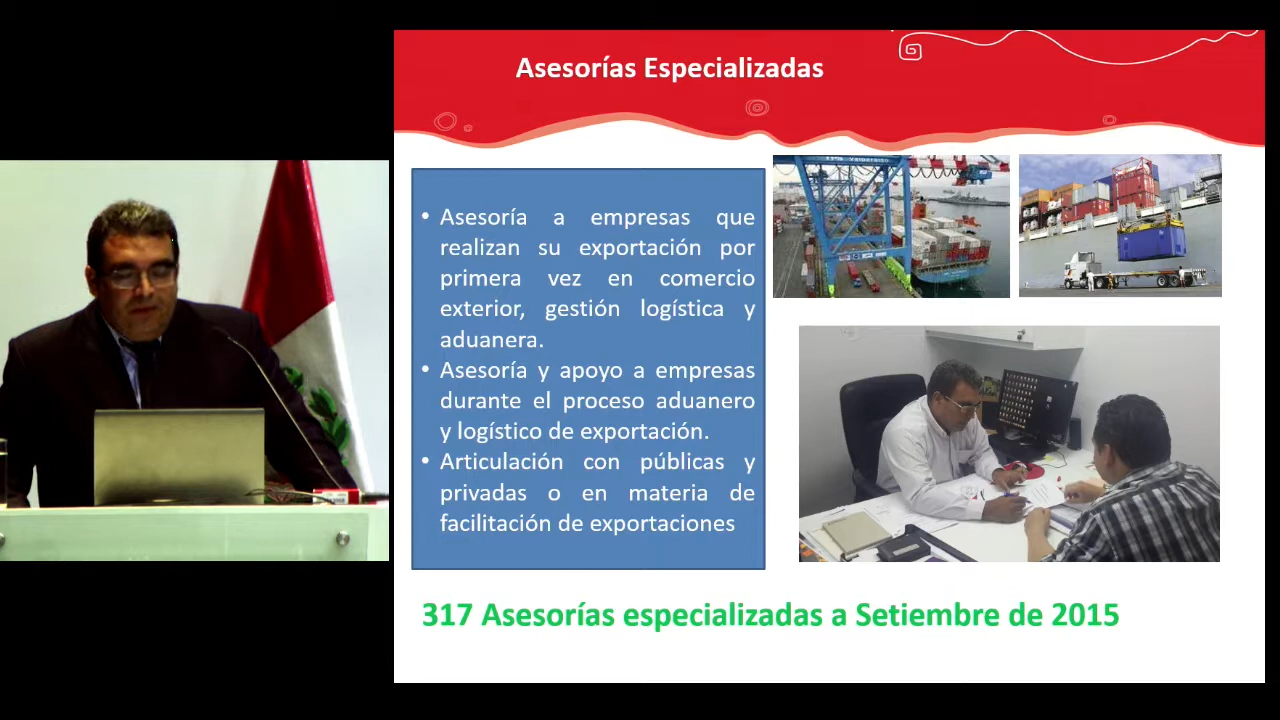 Asesorías Especializadas
• Asesoría a empresas que
realizan su exportación por
primera vez en comercio
exterior, gestión logística y
aduanera.
• Asesoría y apoyo a empresas
durante el proceso aduanero
y logístico de exportación.
• Articulación con públicas y
privadas o en materia de
facilitación de exportaciones
317 Asesorías especializadas a Setiembre de 2015